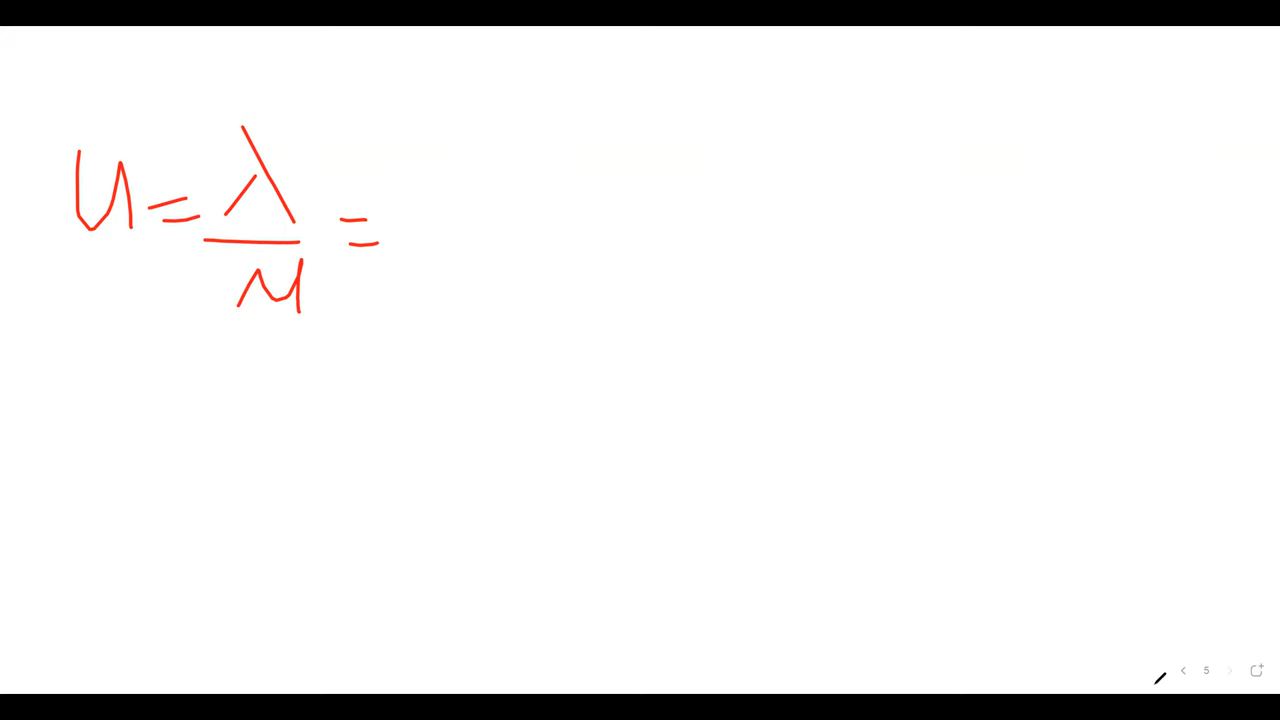 U = λ / μ =
5